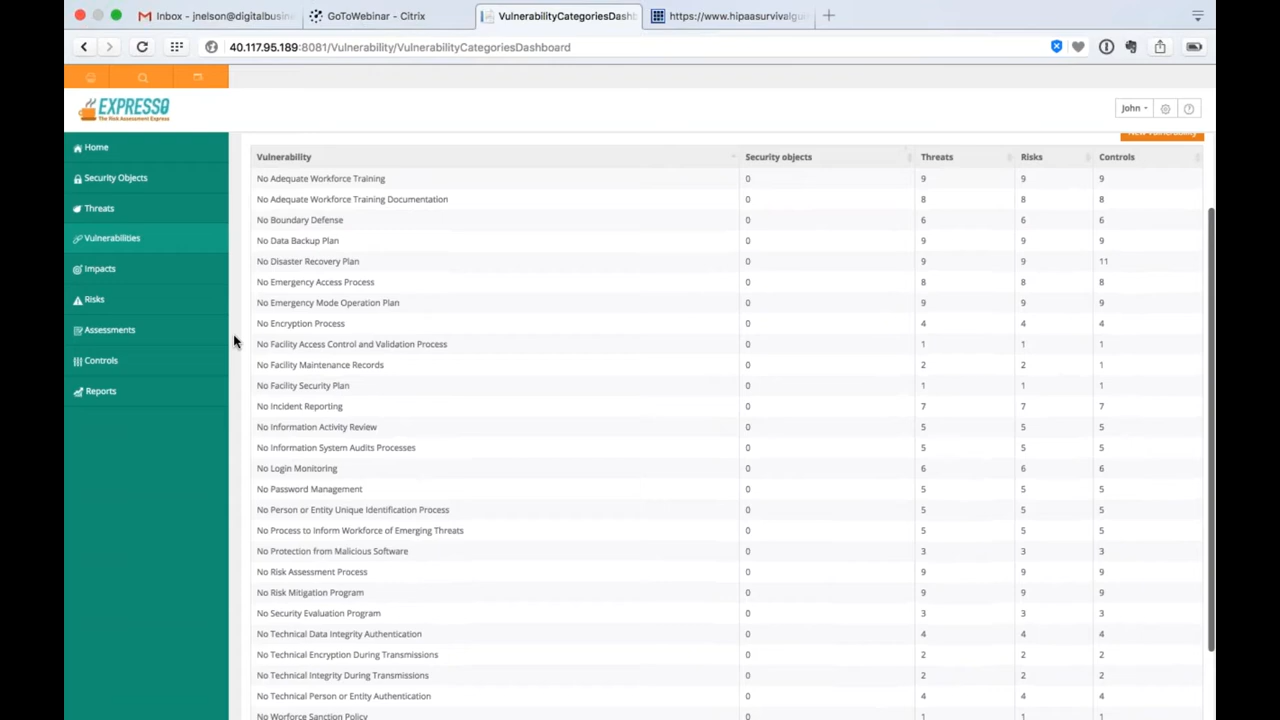 Inbox - jnelson@digitalbusine
GoToWebinar - Citrix
VulnerabilityCategoriesDashb
https://www.hipaasurvivalgui
40.117.95.189:8081/Vulnerability/VulnerabilityCategoriesDashboard
EXPRESSO
The Risk Assessment Express
John
New Vulnerability
Home
Security Objects
Threats
Vulnerabilities
Impacts
Risks
Assessments
Controls
Reports
Vulnerability Security objects Threats Risks Controls
No Adequate Workforce Training 0 9 9 9
No Adequate Workforce Training Documentation 0 8 8 8
No Boundary Defense 0 6 6 6
No Data Backup Plan 0 9 9 9
No Disaster Recovery Plan 0 9 9 11
No Emergency Access Process 0 8 8 8
No Emergency Mode Operation Plan 0 9 9 9
No Encryption Process 0 4 4 4
No Facility Access Control and Validation Process 0 1 1 1
No Facility Maintenance Records 0 2 2 1
No Facility Security Plan 0 1 1 1
No Incident Reporting 0 7 7 7
No Information Activity Review 0 5 5 5
No Information System Audits Processes 0 5 5 5
No Login Monitoring 0 6 6 6
No Password Management 0 5 5 5
No Person or Entity Unique Identification Process 0 5 5 5
No Process to Inform Workforce of Emerging Threats 0 5 5 5
No Protection from Malicious Software 0 3 3 3
No Risk Assessment Process 0 9 9 9
No Risk Mitigation Program 0 9 9 9
No Security Evaluation Program 0 3 3 3
No Technical Data Integrity Authentication 0 4 4 4
No Technical Encryption During Transmissions 0 2 2 2
No Technical Integrity During Transmissions 0 2 2 2
No Technical Person or Entity Authentication 0 4 4 4
No Worforce Sanction Policy 0 1 1 1